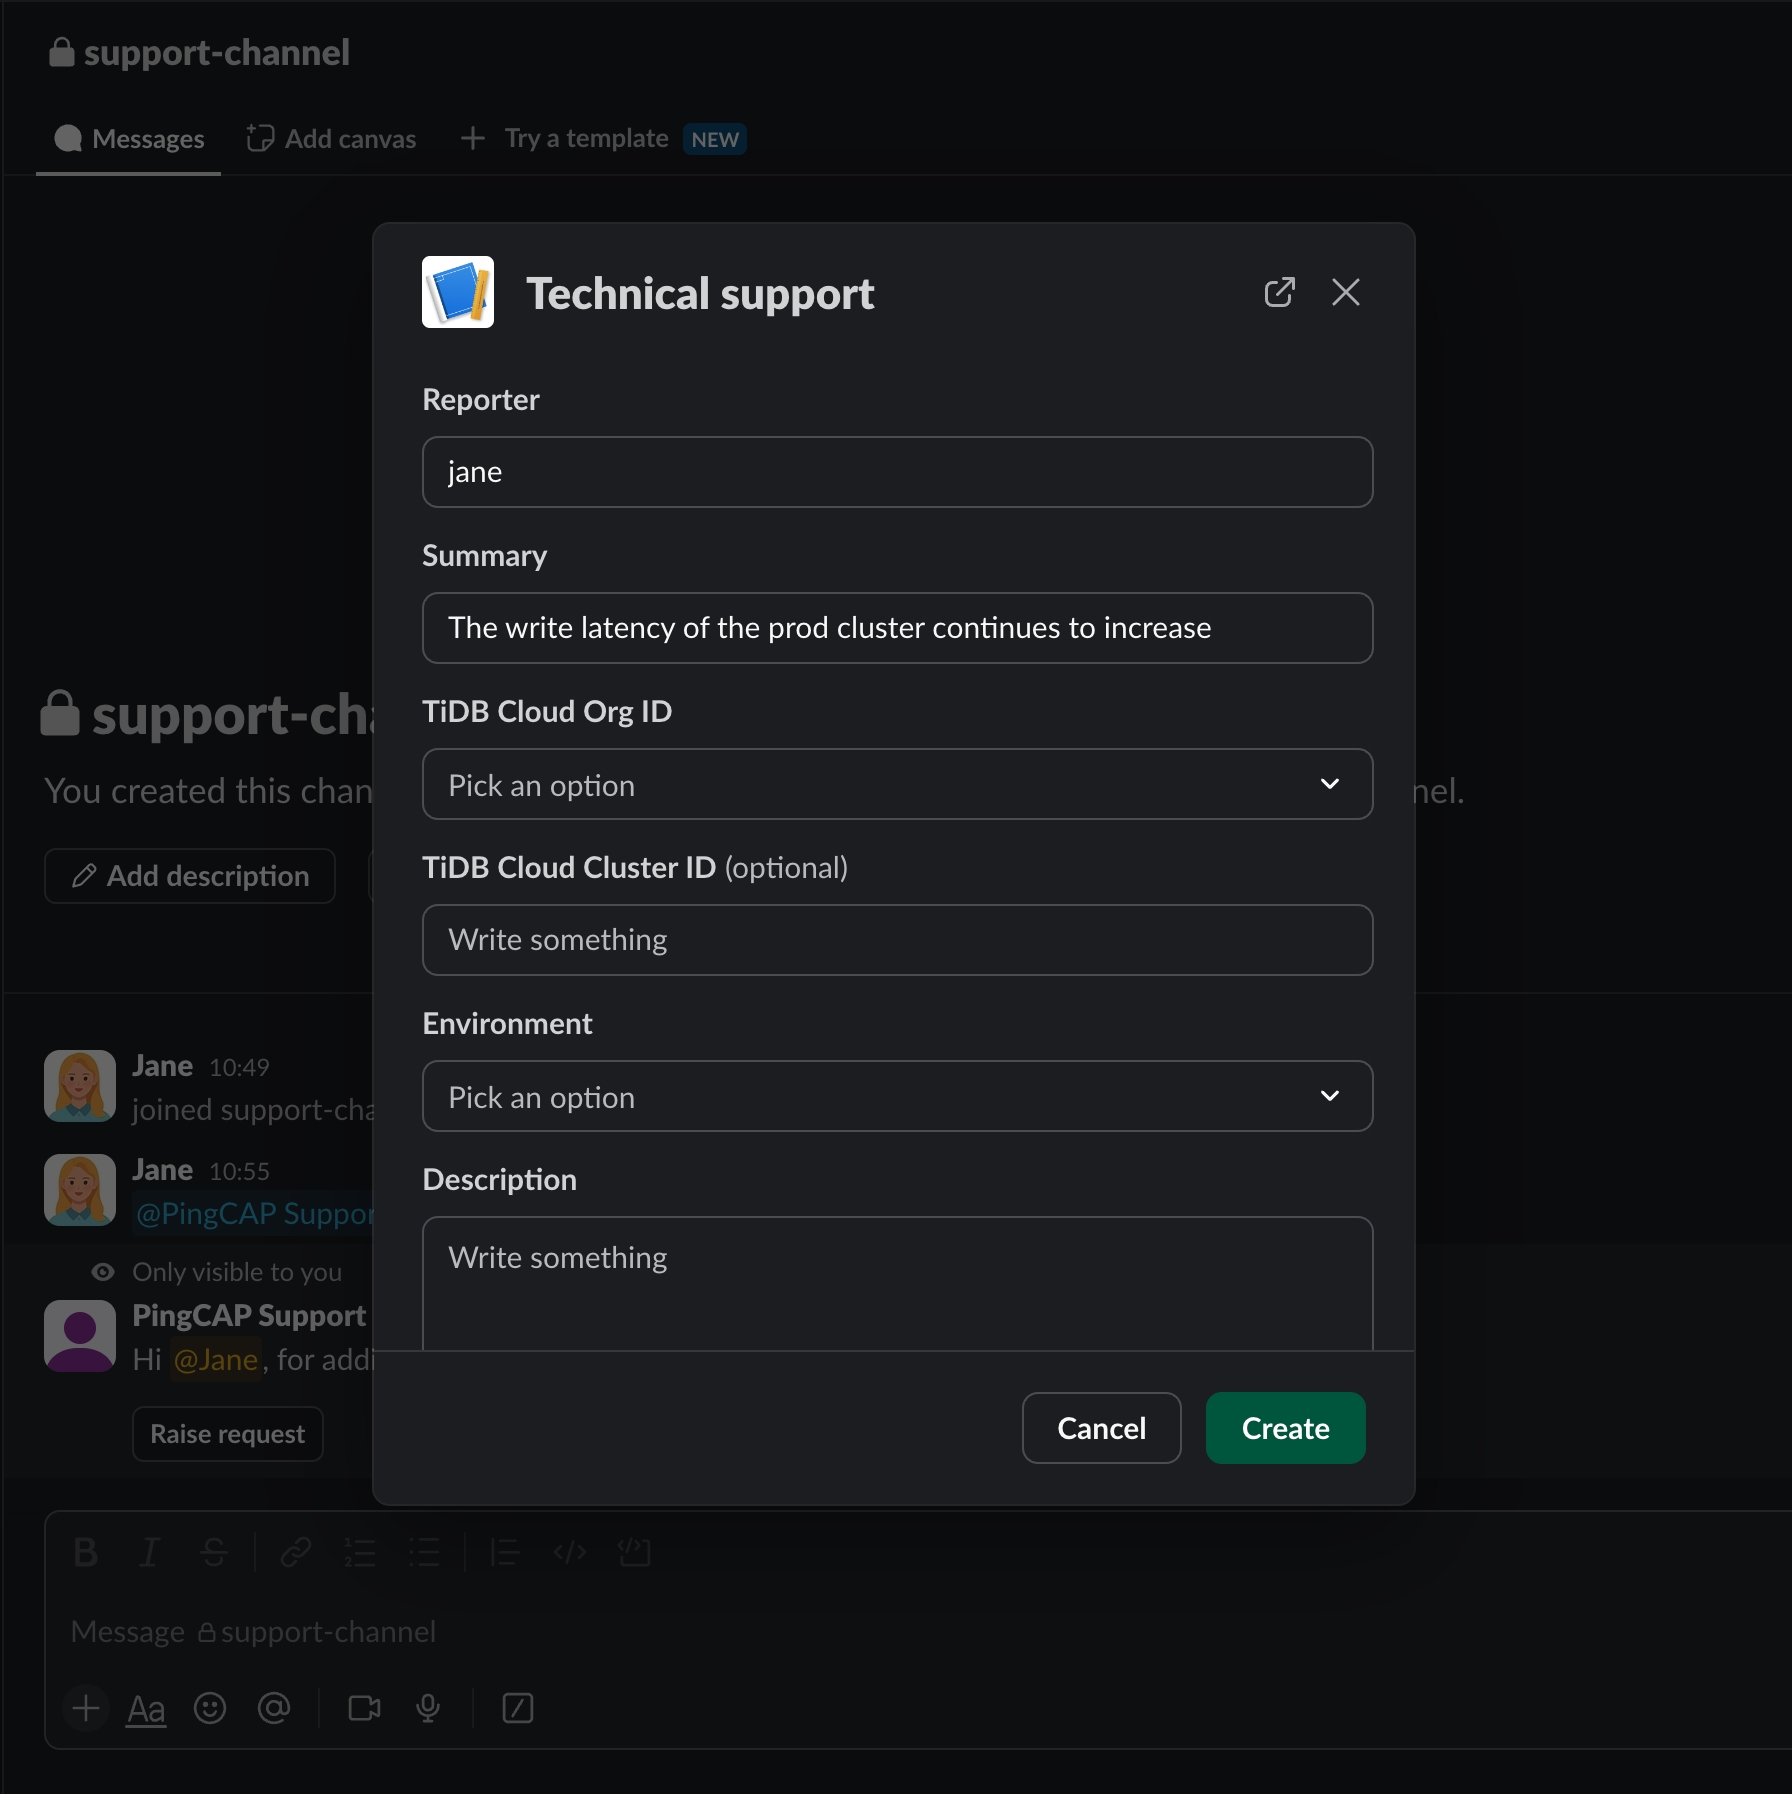 support-channel
Messages
Add canvas
Try a template
NEW
Technical support
Reporter
jane
Summary
The write latency of the prod cluster continues to increase
TiDB Cloud Org ID
Pick an option
TiDB Cloud Cluster ID (optional)
Write something
Environment
Pick an option
Description
Write something
Cancel
Create
support-cha
You created this chan
nel.
Add description
Jane 10:49
joined support-cha
Jane 10:55
@PingCAP Suppor
Only visible to you
PingCAP Support
Hi @Jane, for addi
Raise request
B I S
Message support-channel
Aa